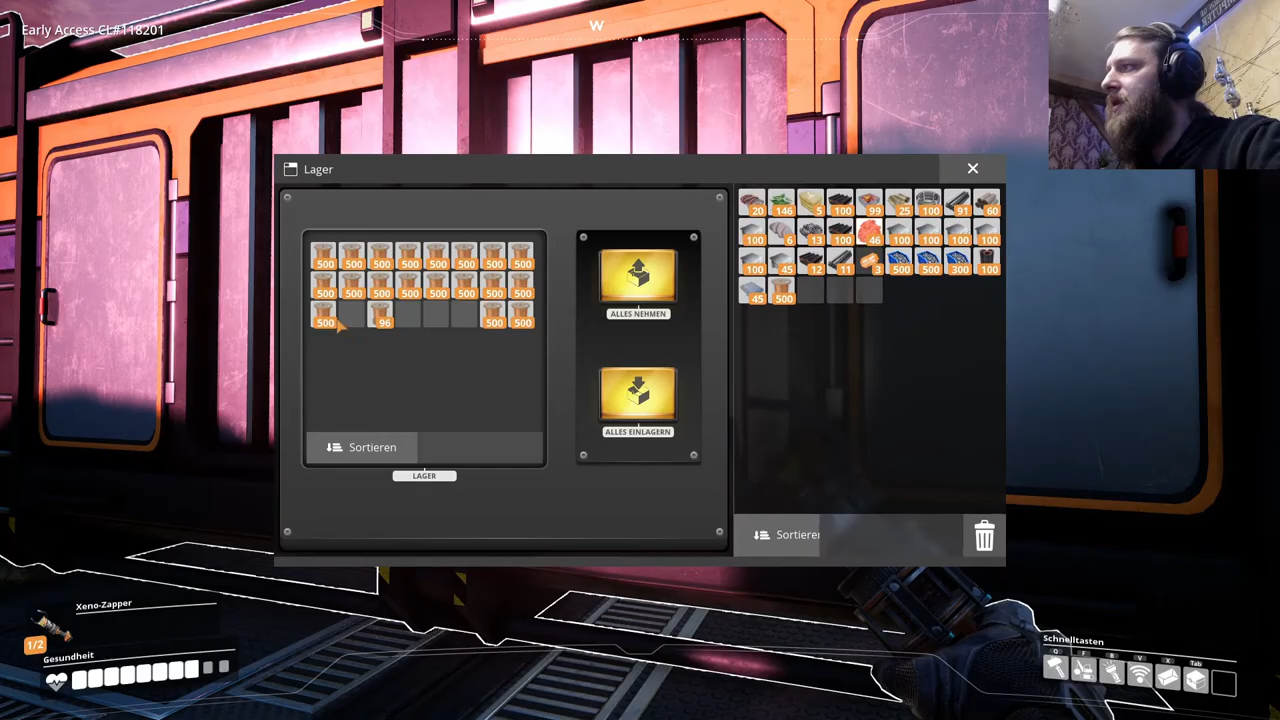 Early Access CL#118201
W
Lager
20 146 5 100 99 25 100 91 60
100 6 13 100 46 100 100 100 100
100 45 12 11 3 500 500 300 100
45 500
500 500 500 500 500 500 500 500
500 500 500 500 500 500 500 500
500 96 500 500
ALLES NEHMEN
ALLES EINLAGERN
Sortieren
LAGER
Sortieren
Xeno-Zapper
1/2
Gesundheit
Schnelltasten
Q F R V X Tab